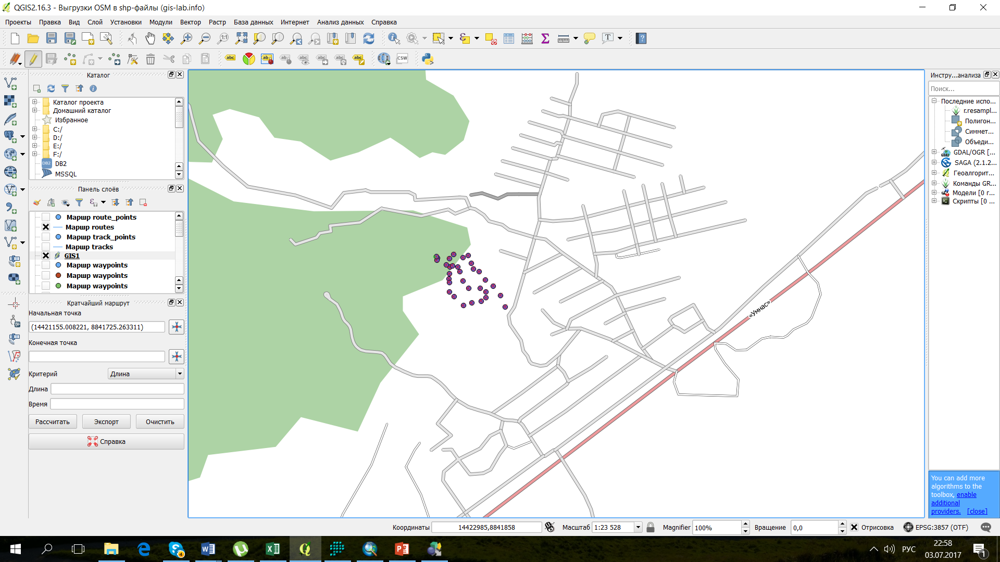 QGIS2.16.3 - Выгрузки OSM в shp-файлы (gis-lab.info)
Проекты Правка Вид Слой Установки Модули Вектор Растр База данных Интернет Анализ данных Справка
Каталог
Каталог проекта
Домашний каталог
Избранное
C:/
D:/
E:/
F:/
DB2
MSSQL
Панель слоёв
Маршр route_points
Маршр routes
Маршр track_points
Маршр tracks
GIS1
Маршр waypoints
Маршр waypoints
Маршр waypoints
Кратчайший маршрут
Начальная точка
(14421155.008221, 8841725.263311)
Конечная точка
Критерий Длина
Длина
Время
Рассчитать Экспорт Очистить
Справка
«Умнас»
Инстру...анализа
Поиск...
Последние испо...
r.resampl...
Полигон...
Симмет...
Объеди...
GDAL/OGR [...
SAGA (2.1.2...
Геоалгорит...
Команды GR...
Модели [0 г...
Скрипты [0 ...
You can add more
algorithms to the
toolbox, enable
additional
providers. [close]
Координаты 14422985,8841858 Масштаб 1:23 528 Magnifier 100% Вращение 0,0 Отрисовка EPSG:3857 (OTF)
РУС
22:58
03.07.2017